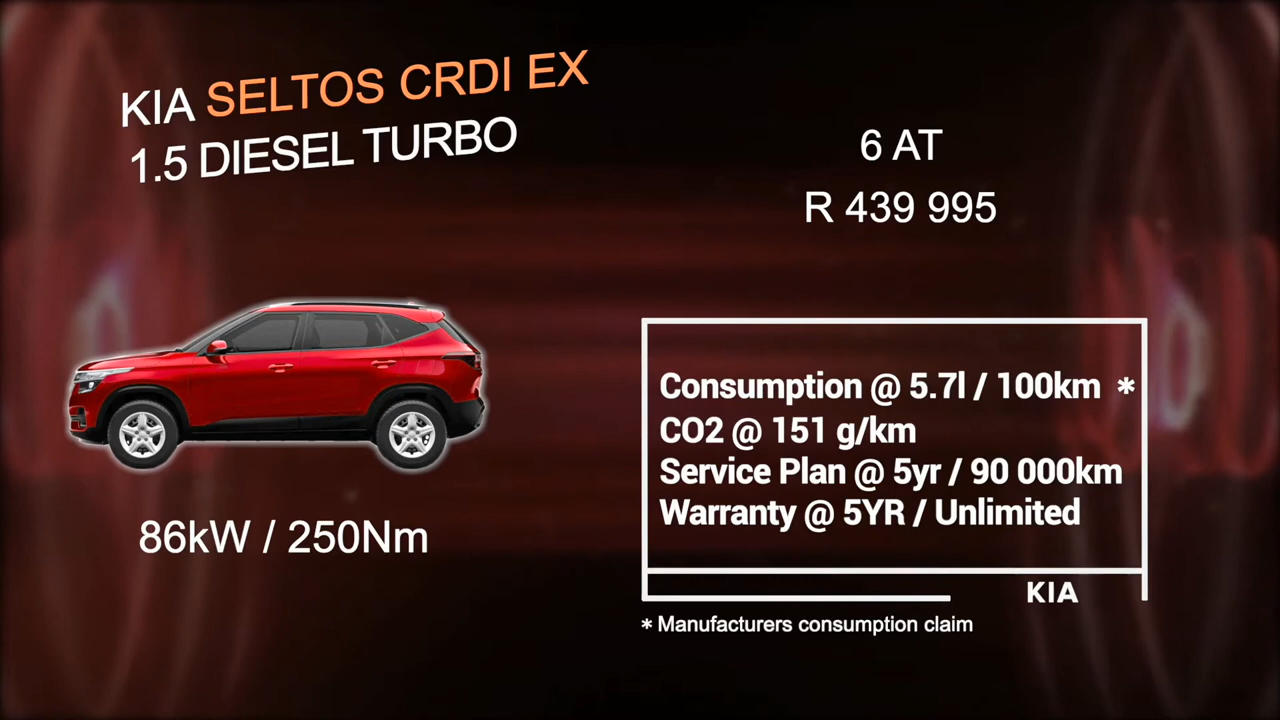 KIA SELTOS CRDI EX
1.5 DIESEL TURBO
6 AT
R 439 995
86kW / 250Nm
Consumption @ 5.7l / 100km *
CO2 @ 151 g/km
Service Plan @ 5yr / 90 000km
Warranty @ 5YR / Unlimited
KIA
* Manufacturers consumption claim